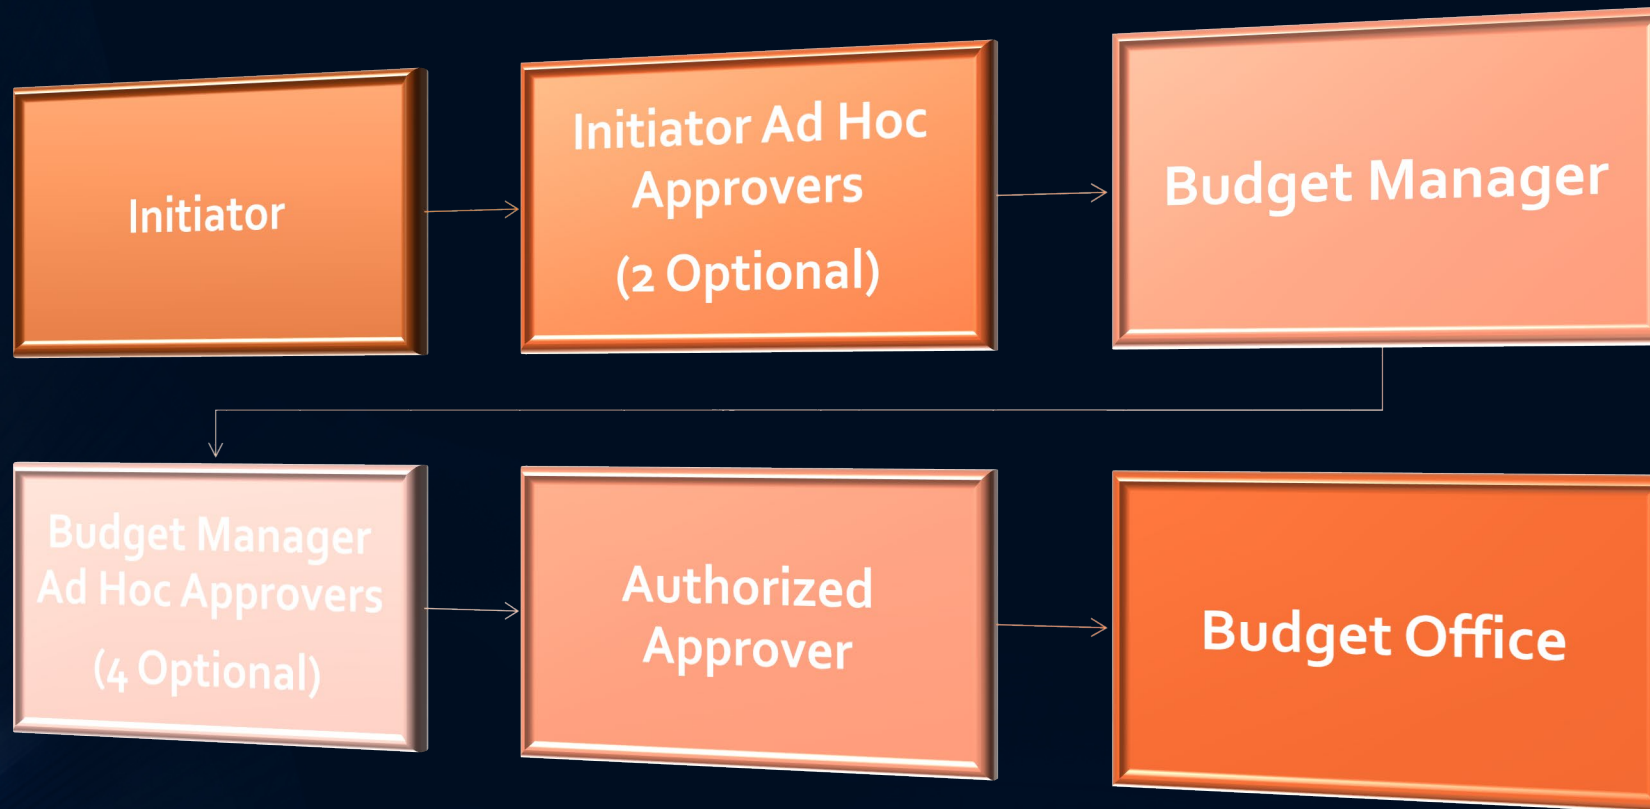 Initiator
Initiator Ad Hoc
Approvers
(2 Optional)
Budget Manager
Budget Manager
Ad Hoc Approvers
(4 Optional)
Authorized
Approver
Budget Office